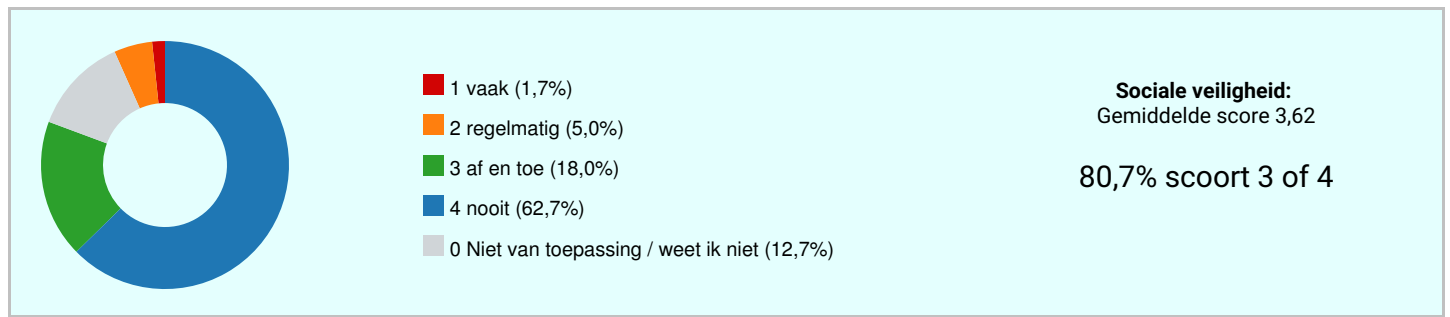 1 vaak (1,7%)
2 regelmatig (5,0%)
3 af en toe (18,0%)
4 nooit (62,7%)
0 Niet van toepassing / weet ik niet (12,7%)
Sociale veiligheid:
Gemiddelde score 3,62
80,7% scoort 3 of 4